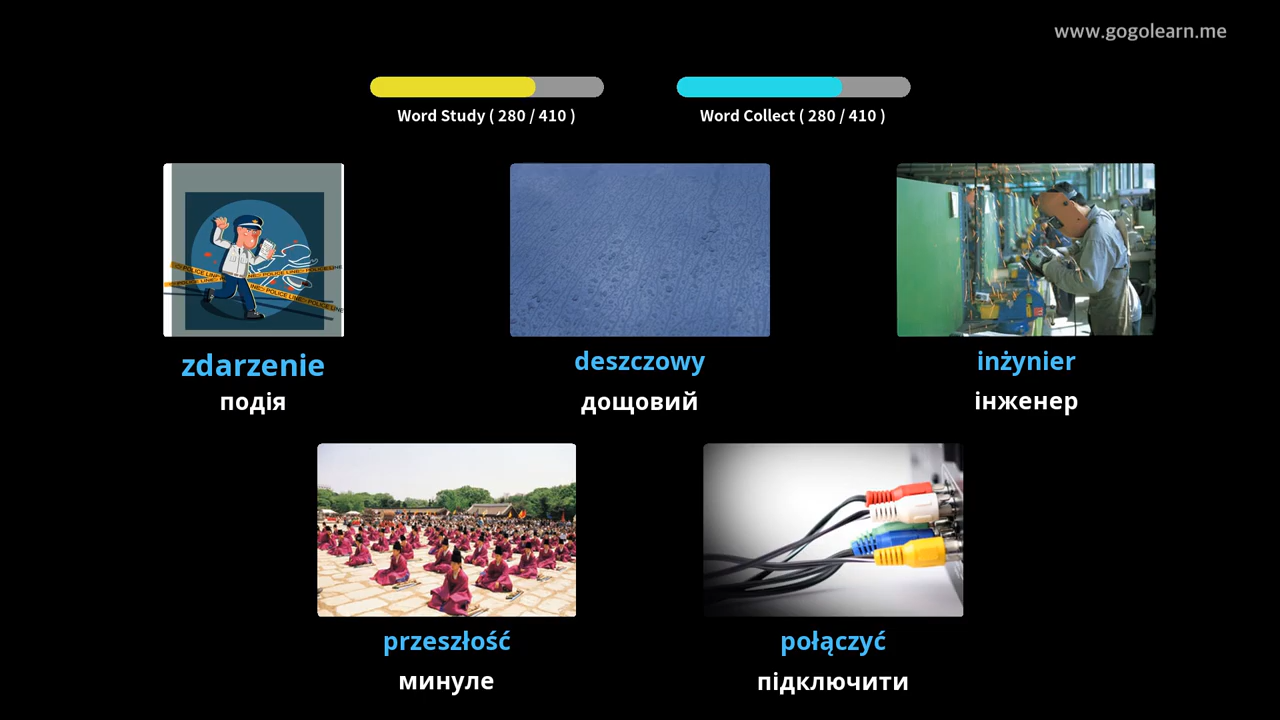 www.gogolearn.me
Word Study ( 280 / 410 )
Word Collect ( 280 / 410 )
zdarzenie
подія
deszczowy
дощовий
inżynier
інженер
przeszłość
минуле
połączyć
підключити